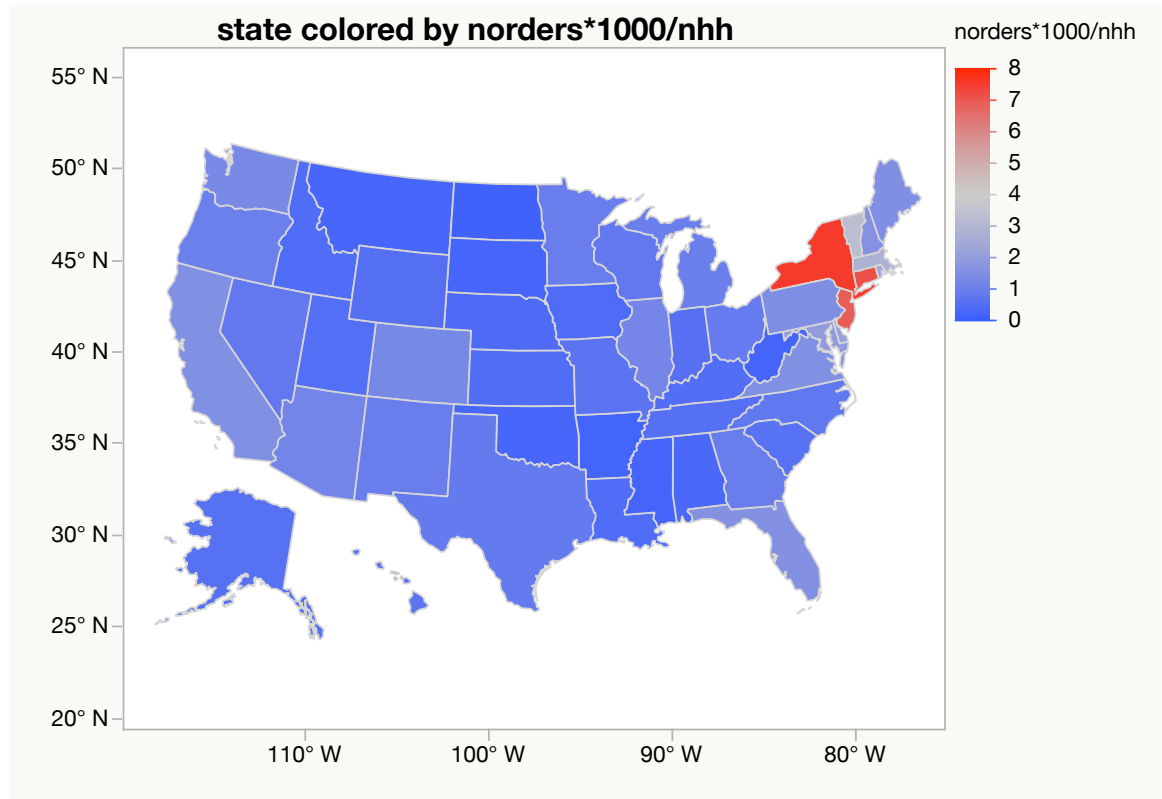 state colored by norders*1000/nhh
norders*1000/nhh
8
7
6
5
4
3
2
1
0
55° N
50° N
45° N
40° N
35° N
30° N
25° N
20° N
110° W
100° W
90° W
80° W